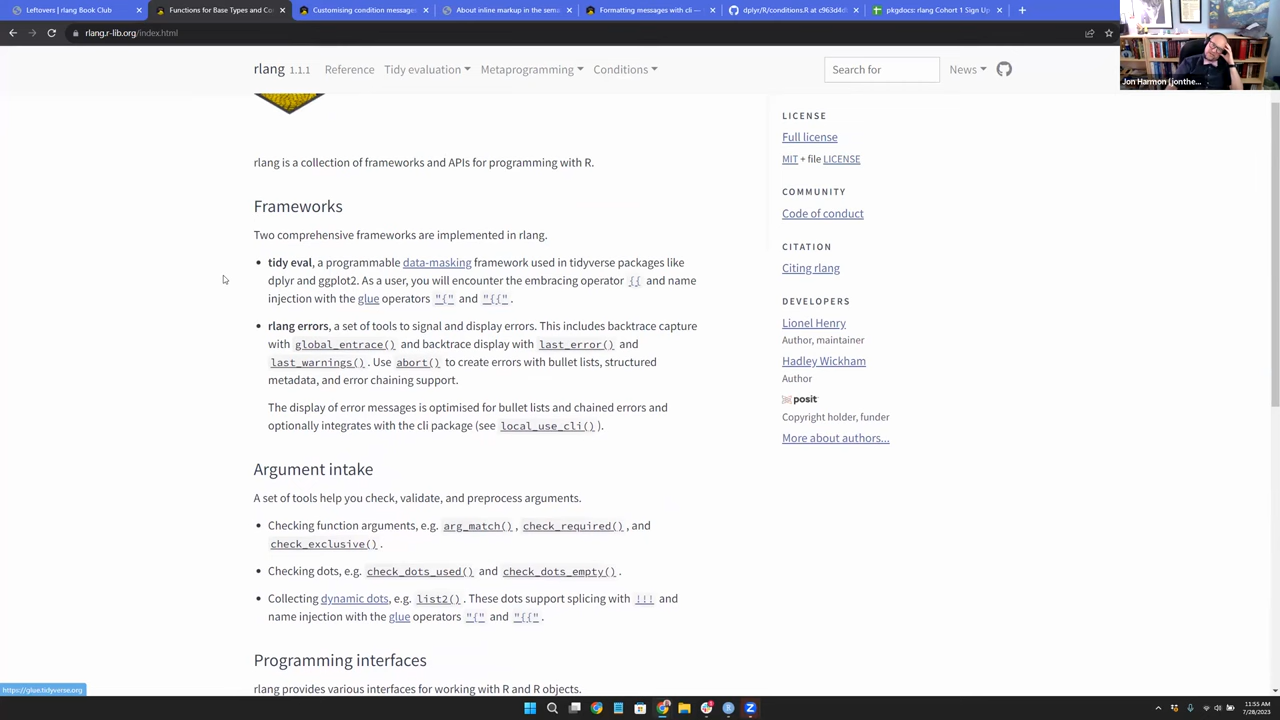 Leftovers | rlang Book Club
Functions for Base Types and Co
Customising condition messages
About inline markup in the sema
Formatting messages with cli —
dplyr/R/conditions.R at c963d4d
pkgdocs: rlang Cohort 1 Sign Up
rlang.r-lib.org/index.html
Jon Harmon (jonthe...
rlang 1.1.1 Reference Tidy evaluation Metaprogramming Conditions Search for News
rlang is a collection of frameworks and APIs for programming with R.
Frameworks
Two comprehensive frameworks are implemented in rlang.
• tidy eval, a programmable data-masking framework used in tidyverse packages like
dplyr and ggplot2. As a user, you will encounter the embracing operator {{ and name
injection with the glue operators "{" and "{{".
• rlang errors, a set of tools to signal and display errors. This includes backtrace capture
with global_entrace() and backtrace display with last_error() and
last_warnings(). Use abort() to create errors with bullet lists, structured
metadata, and error chaining support.
The display of error messages is optimised for bullet lists and chained errors and
optionally integrates with the cli package (see local_use_cli()).
Argument intake
A set of tools help you check, validate, and preprocess arguments.
• Checking function arguments, e.g. arg_match(), check_required(), and
check_exclusive().
• Checking dots, e.g. check_dots_used() and check_dots_empty().
• Collecting dynamic dots, e.g. list2(). These dots support splicing with !!! and
name injection with the glue operators "{" and "{{".
Programming interfaces
rlang provides various interfaces for working with R and R objects.
LICENSE
Full license
MIT + file LICENSE
COMMUNITY
Code of conduct
CITATION
Citing rlang
DEVELOPERS
Lionel Henry
Author, maintainer
Hadley Wickham
Author
posit
Copyright holder, funder
More about authors...
https://glue.tidyverse.org
11:55 AM
7/28/2023